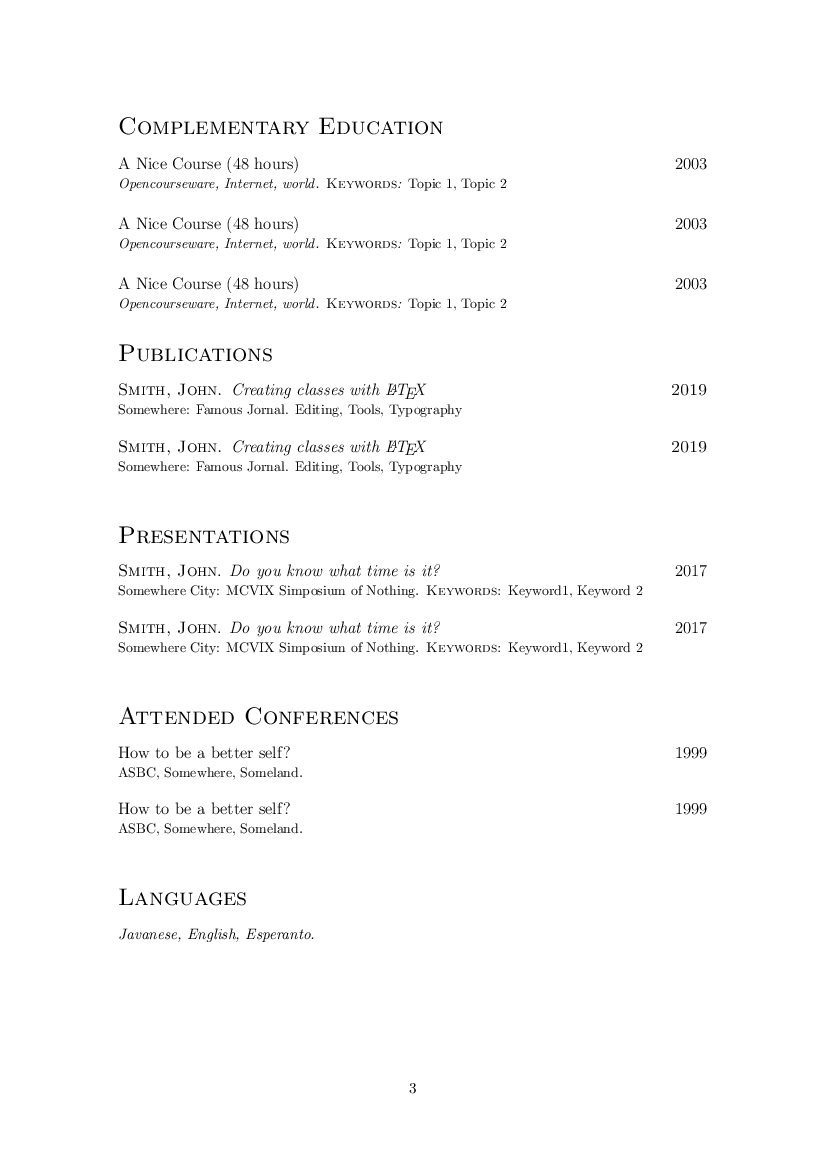 Complementary Education
A Nice Course (48 hours) 2003
Opencourseware, Internet, world. Keywords: Topic 1, Topic 2
A Nice Course (48 hours) 2003
Opencourseware, Internet, world. Keywords: Topic 1, Topic 2
A Nice Course (48 hours) 2003
Opencourseware, Internet, world. Keywords: Topic 1, Topic 2
Publications
Smith, John. Creating classes with LaTeX 2019
Somewhere: Famous Jornal. Editing, Tools, Typography
Smith, John. Creating classes with LaTeX 2019
Somewhere: Famous Jornal. Editing, Tools, Typography
Presentations
Smith, John. Do you know what time is it? 2017
Somewhere City: MCVIX Simposium of Nothing. Keywords: Keyword1, Keyword 2
Smith, John. Do you know what time is it? 2017
Somewhere City: MCVIX Simposium of Nothing. Keywords: Keyword1, Keyword 2
Attended Conferences
How to be a better self? 1999
ASBC, Somewhere, Someland.
How to be a better self? 1999
ASBC, Somewhere, Someland.
Languages
Javanese, English, Esperanto.
3